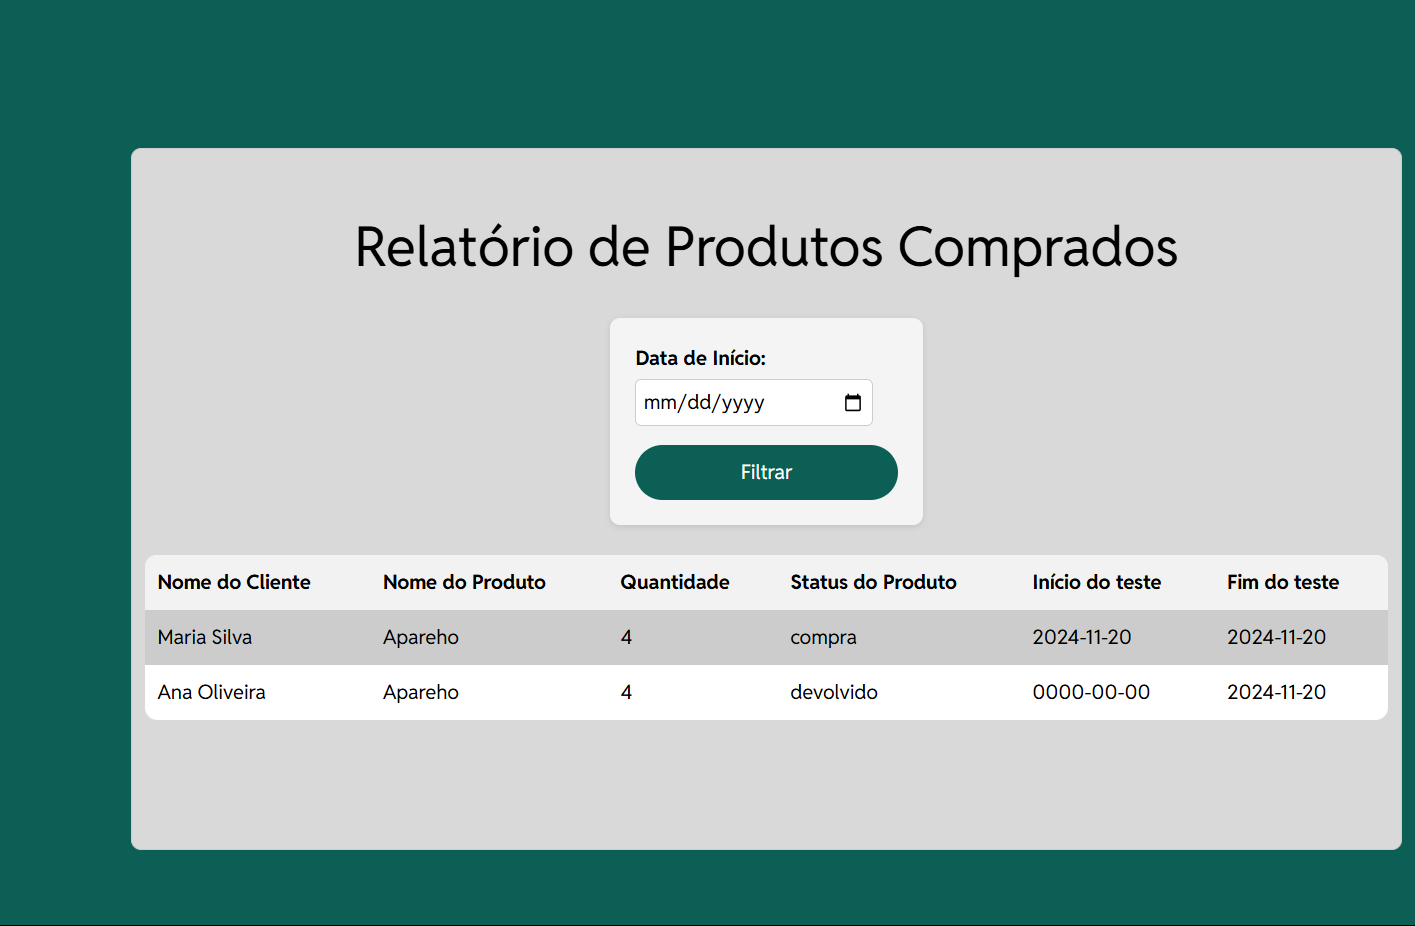 Relatório de Produtos Comprados
Data de Início:
mm/dd/yyyy
Filtrar
Nome do Cliente Nome do Produto Quantidade Status do Produto Início do teste Fim do teste
Maria Silva Apareho 4 compra 2024-11-20 2024-11-20
Ana Oliveira Apareho 4 devolvido 0000-00-00 2024-11-20